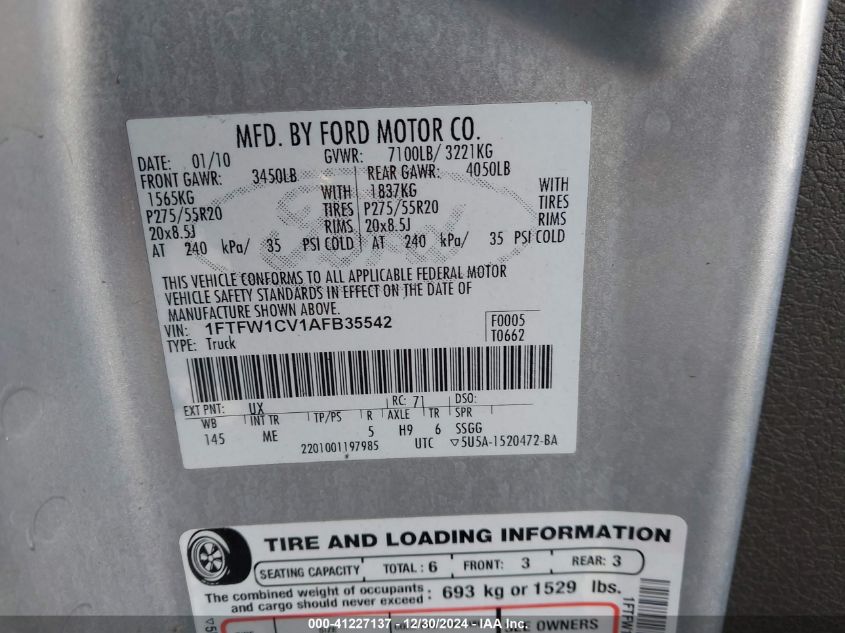 MFD. BY FORD MOTOR CO.
DATE: 01/10 GVWR: 7100LB/ 3221KG
FRONT GAWR: 3450LB REAR GAWR: 4050LB
1565KG WITH 1837KG WITH
P275/55R20 TIRES P275/55R20 TIRES
20x8.5J RIMS 20x8.5J RIMS
AT 240 kPa/ 35 PSI COLD AT 240 kPa/ 35 PSI COLD
Ford
THIS VEHICLE CONFORMS TO ALL APPLICABLE FEDERAL MOTOR
VEHICLE SAFETY STANDARDS IN EFFECT ON THE DATE OF
MANUFACTURE SHOWN ABOVE.
VIN: 1FTFW1CV1AFB35542 F0005
TYPE: Truck T0662
EXT PNT: UX RC: 71 DSO:
WB INT TR TP/PS R AXLE TR SPR
145 ME 5 H9 6 SSGG
2201001197985 UTC ▽5U5A-1520472-BA
TIRE AND LOADING INFORMATION
SEATING CAPACITY TOTAL : 6 FRONT: 3 REAR: 3
The combined weight of occupants and cargo should never exceed : 693 kg or 1529 lbs.
SEE OWNERS
1FTFW
IAA - 000-41227137 - 12/30/2024 - IAA